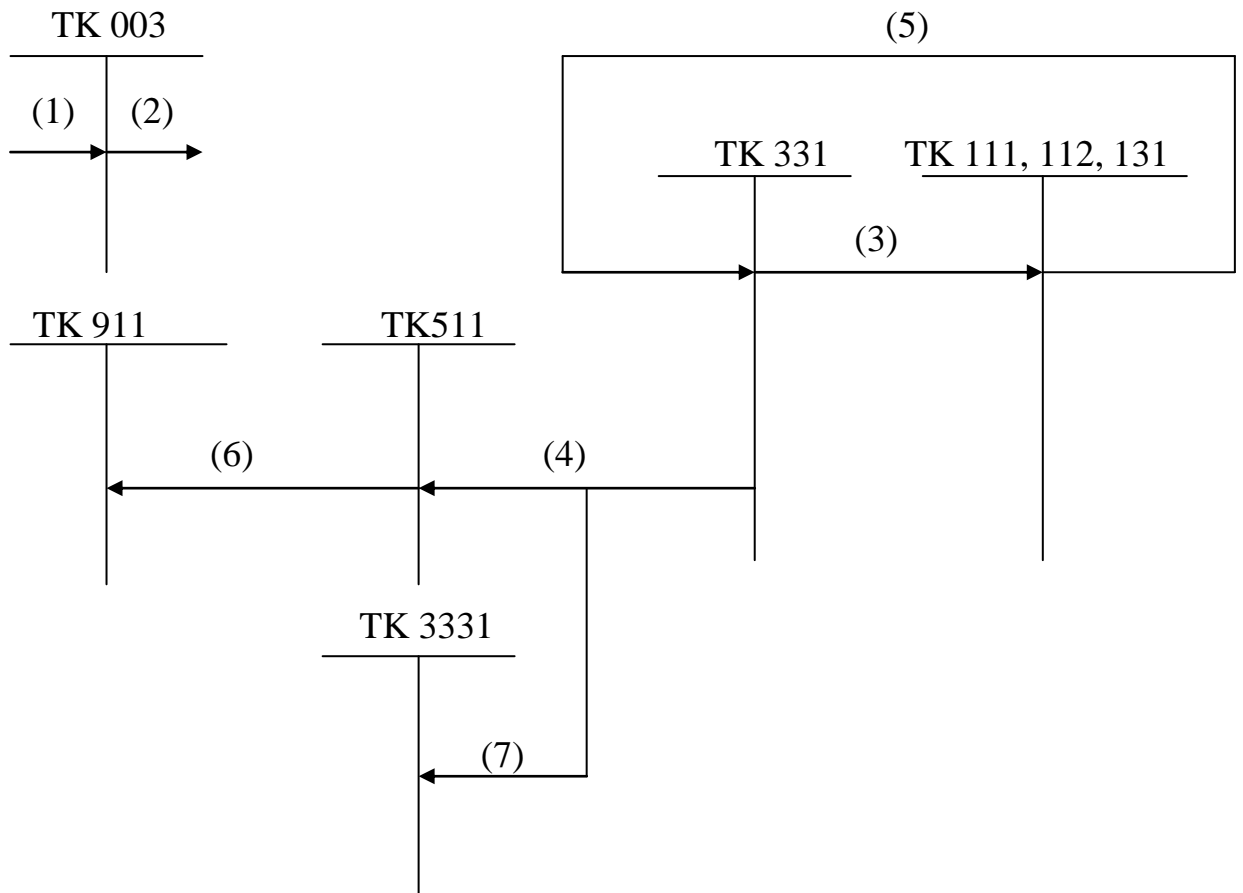 TK 003
(5)
(1)
(2)
TK 331
TK 111, 112, 131
(3)
TK 911
TK511
(6)
(4)
TK 3331
(7)